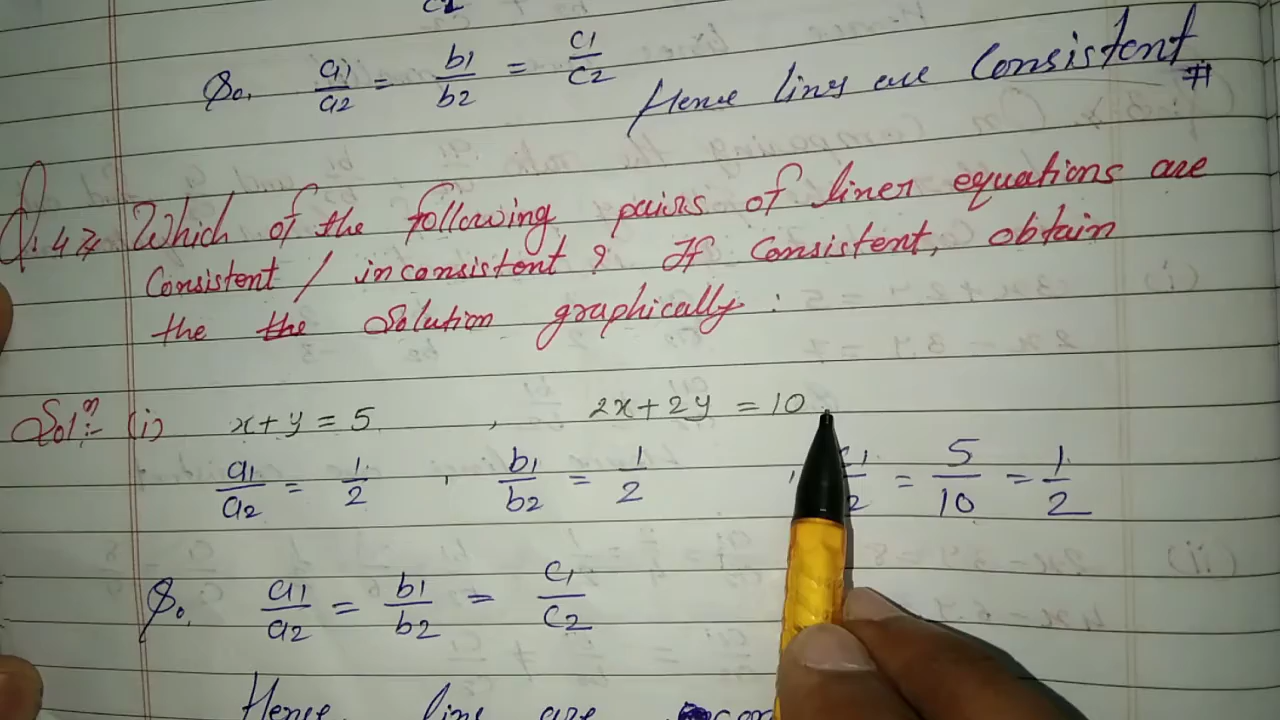 c2
So, a1/a2 = b1/b2 = c1/c2 Hence lines are Consistent #
Q.4⇒ Which of the following pairs of liner equations are
Consistent / inconsistent ? If Consistent, obtain
the the Solution graphically :
Solⁿ:- (i) x+y = 5 , 2x+2y = 10
a1/a2 = 1/2 , b1/b2 = 1/2 , = 5/10 = 1/2
So, a1/a2 = b1/b2 = c1/c2
Hence line are